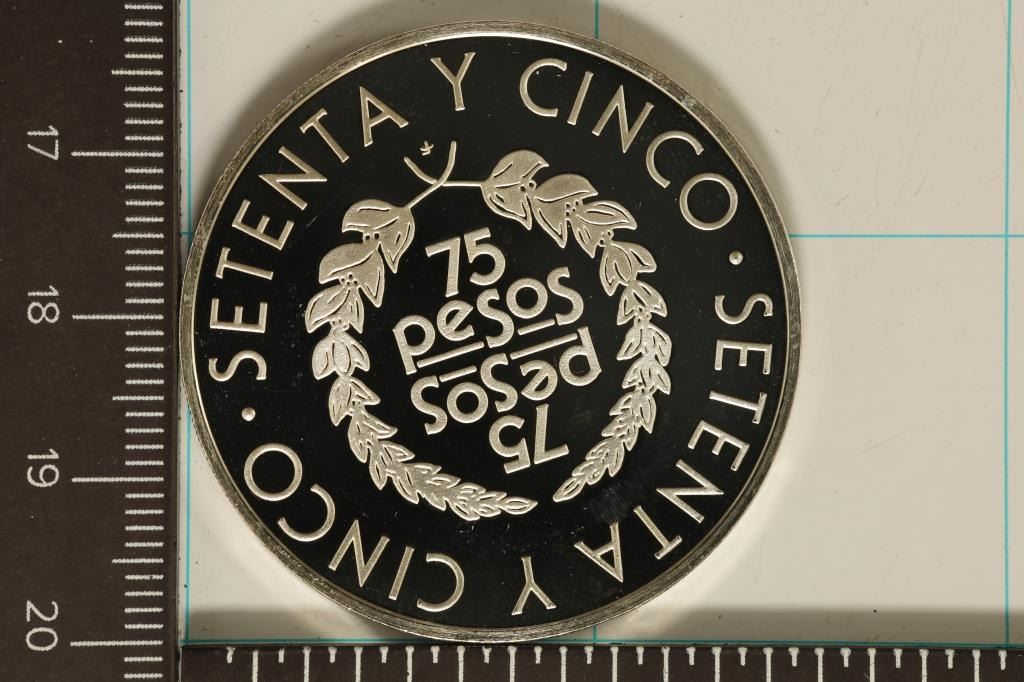 SETENTA Y CINCO · SETENTA Y CINCO ·
75
pesos
pesos
75
17
18
19
20